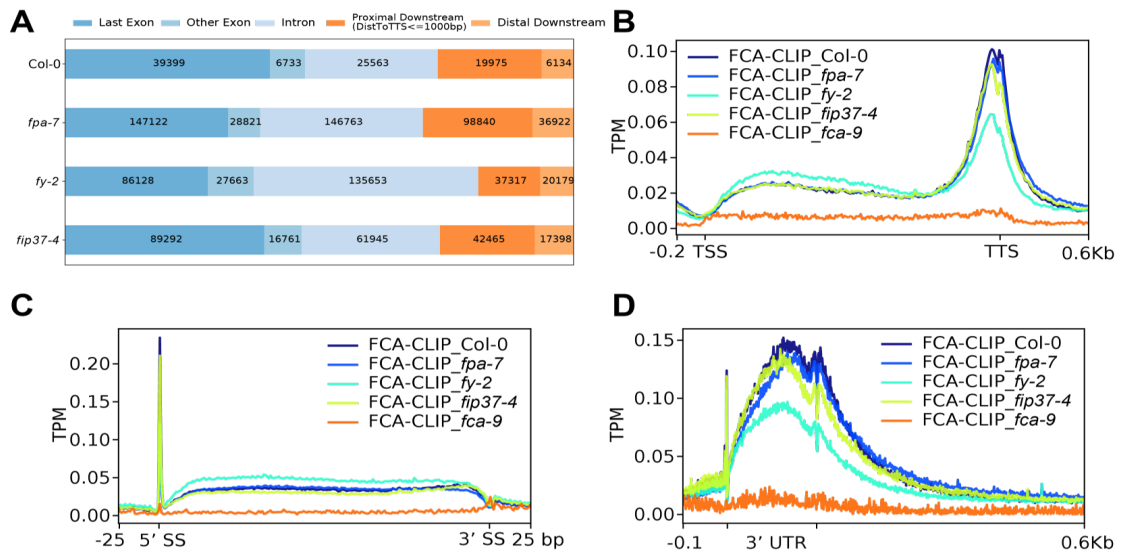 A
Last Exon Other Exon Intron Proximal Downstream (DistToTTS<=1000bp) Distal Downstream
Col-0 39399 6733 25563 19975 6134
fpa-7 147122 28821 146763 98840 36922
fy-2 86128 27663 135653 37317 20179
fip37-4 89292 16761 61945 42465 17398
B
FCA-CLIP_Col-0
FCA-CLIP_fpa-7
FCA-CLIP_fy-2
FCA-CLIP_fip37-4
FCA-CLIP_fca-9
TPM
0.10
0.08
0.06
0.04
0.02
0.00
-0.2 TSS TTS 0.6Kb
C
FCA-CLIP_Col-0
FCA-CLIP_fpa-7
FCA-CLIP_fy-2
FCA-CLIP_fip37-4
FCA-CLIP_fca-9
TPM
0.20
0.15
0.10
0.05
0.00
-25 5’ SS 3’ SS 25 bp
D
FCA-CLIP_Col-0
FCA-CLIP_fpa-7
FCA-CLIP_fy-2
FCA-CLIP_fip37-4
FCA-CLIP_fca-9
TPM
0.15
0.10
0.05
0.00
-0.1 3’ UTR 0.6Kb